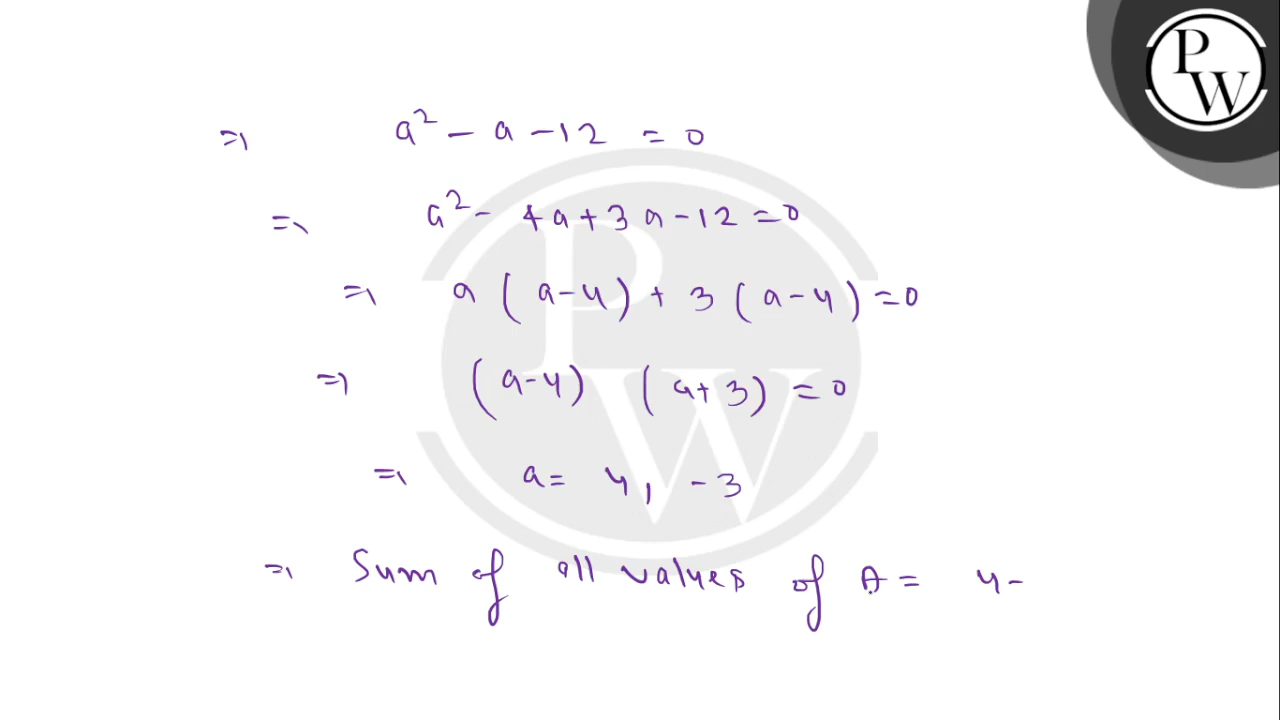 PW
⇒ a² - a - 12 = 0
⇒ a² - 4a + 3a - 12 = 0
⇒ a (a-4) + 3 (a-4) = 0
⇒ (a-4) (a+3) = 0
⇒ a = 4, -3
⇒ Sum of all values of A = 4 -